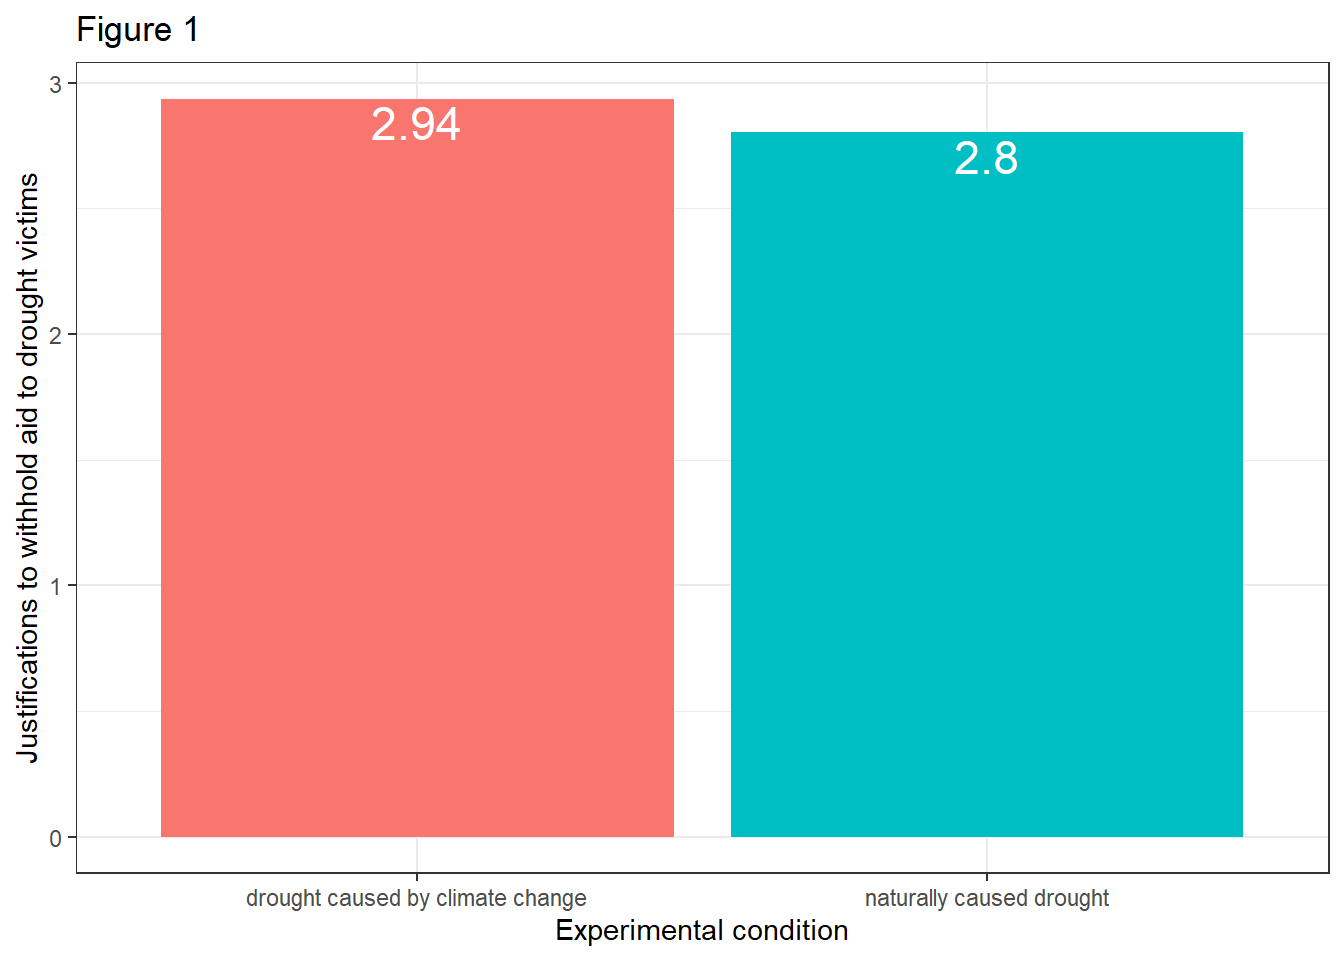 Figure 1
Justifications to withhold aid to drought victims
3
2
1
0
2.94
2.8
drought caused by climate change
naturally caused drought
Experimental condition